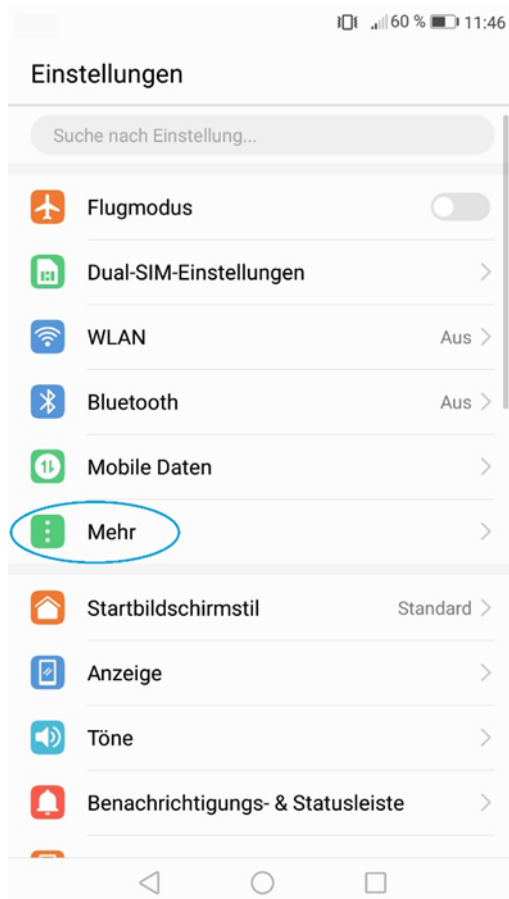 60 % 11:46
Einstellungen
Suche nach Einstellung...
Flugmodus
Dual-SIM-Einstellungen
WLAN Aus
Bluetooth Aus
Mobile Daten
Mehr
Startbildschirmstil Standard
Anzeige
Töne
Benachrichtigungs- & Statusleiste